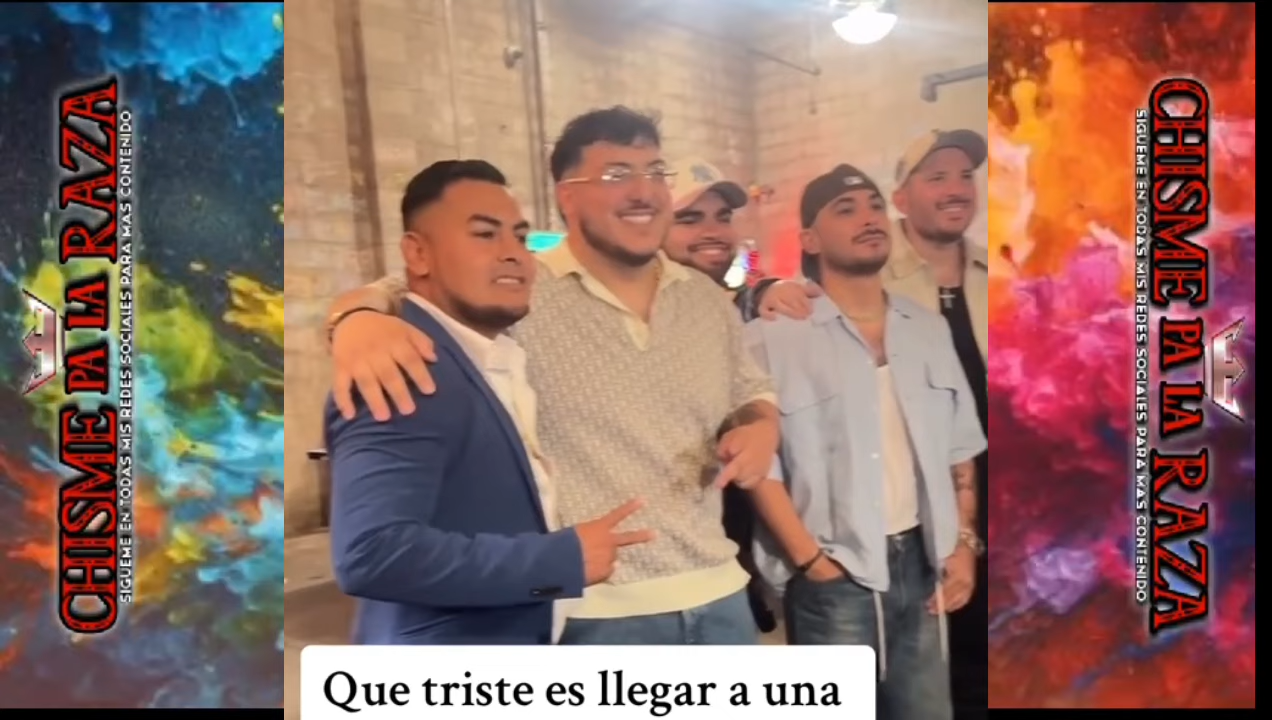 CHISME PA LA RAZA
SIGUEME EN TODAS MIS REDES SOCIALES PARA MAS CONTENIDO
Que triste es llegar a una
CHISME PA LA RAZA
SIGUEME EN TODAS MIS REDES SOCIALES PARA MAS CONTENIDO